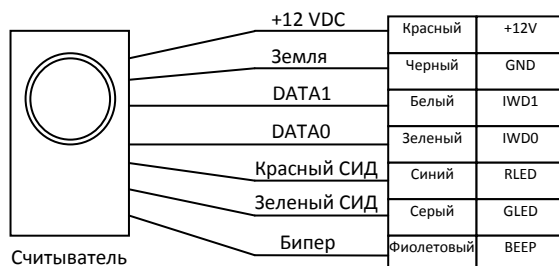 +12 VDC Красный +12V
Земля Черный GND
DATA1 Белый IWD1
DATA0 Зеленый IWD0
Красный СИД Синий RLED
Зеленый СИД Серый GLED
Бипер Фиолетовый BEEP
Считыватель